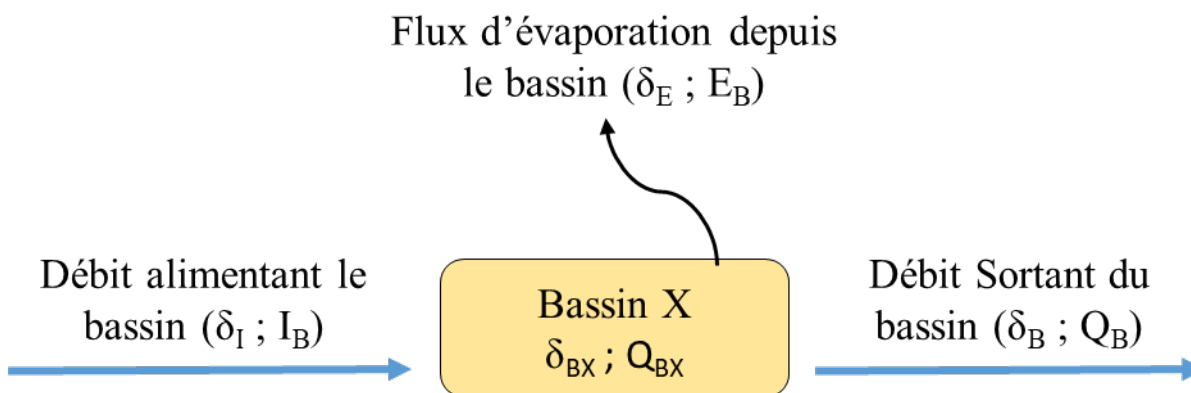 Flux d’évaporation depuis
le bassin (δE ; EB)
Débit alimentant le
bassin (δI ; IB)
Bassin X
δBX ; QBX
Débit Sortant du
bassin (δB ; QB)